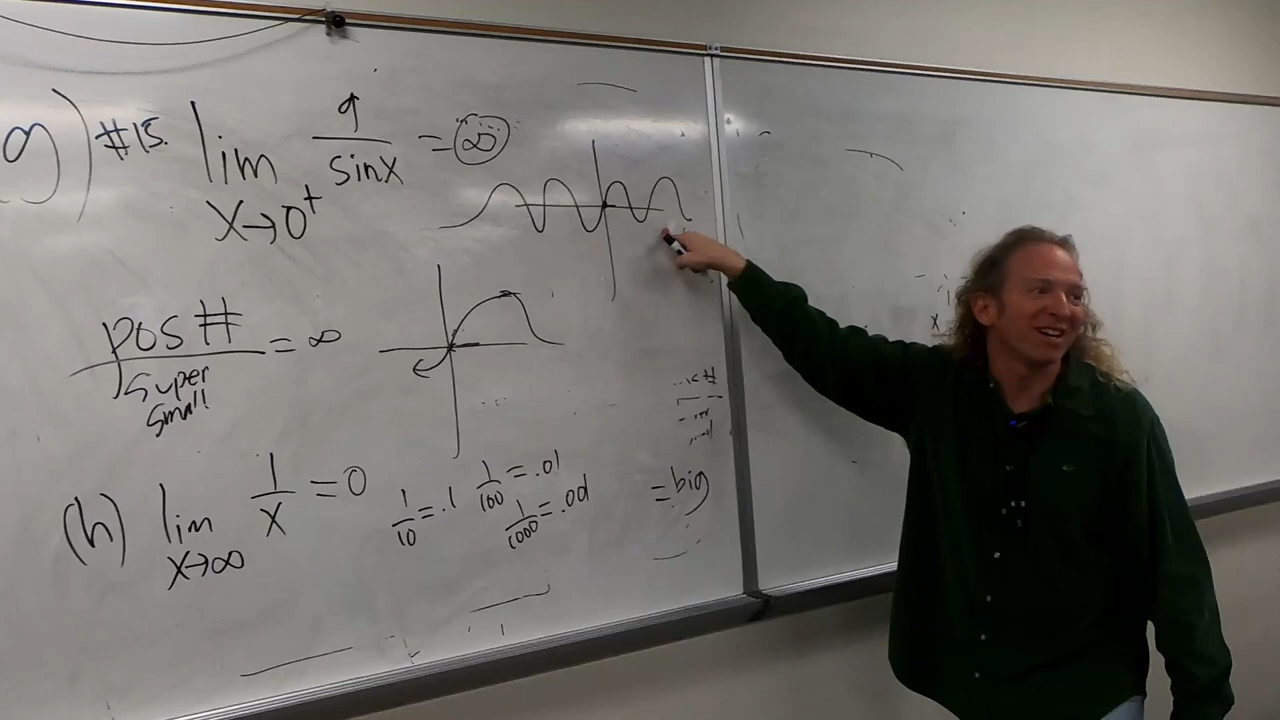 g) #15. lim x→0⁺ 9/sinx = ∞
pos #/super small = ∞
(h) lim x→∞ 1/x = 0
1/10 = .1
1/100 = .01
1/1000 = .001
= big